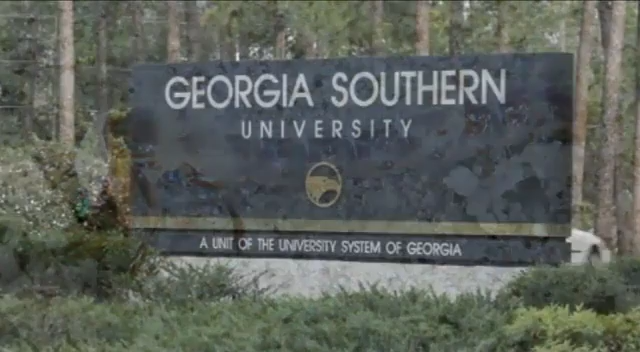 GEORGIA SOUTHERN
UNIVERSITY
A UNIT OF THE UNIVERSITY SYSTEM OF GEORGIA